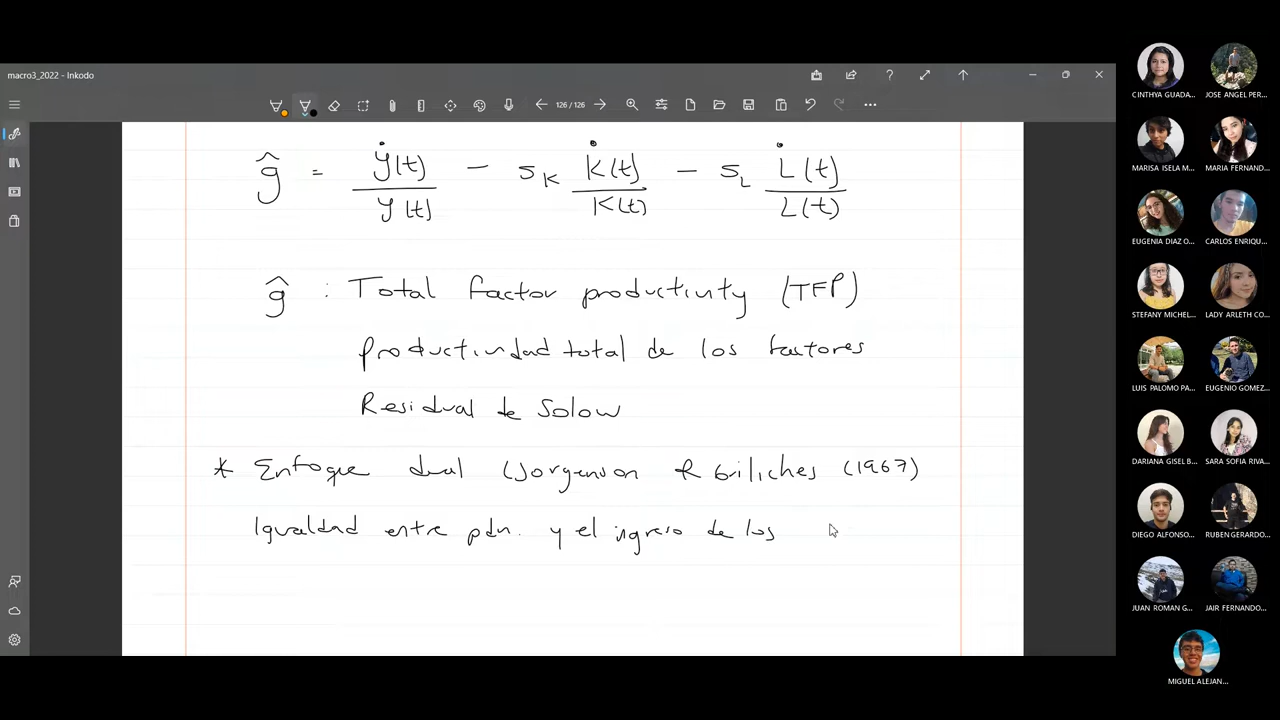 macro3_2022 - Inkodo
126 / 126
ĝ = Ẏ(t)/Y(t) - s_K K̇(t)/K(t) - s_L L̇(t)/L(t)
ĝ : Total factor productivity (TFP)
productividad total de los factores
Residual de Solow
* Enfoque dual (Jorgenson & Griliches (1967)
Igualdad entre pdn. y el ingreso de los
CINTHYA GUADA...
JOSE ANGEL PER...
MARISA ISELA M...
MARIA FERNAND...
EUGENIA DIAZ O...
CARLOS ENRIQU...
STEFANY MICHEL...
LADY ARLETH CO...
LUIS PALOMO PA...
EUGENIO GOMEZ...
DARIANA GISEL B...
SARA SOFIA RIVA...
DIEGO ALFONSO...
RUBEN GERARDO...
JUAN ROMAN G...
JAIR FERNANDO...
MIGUEL ALEJAN...